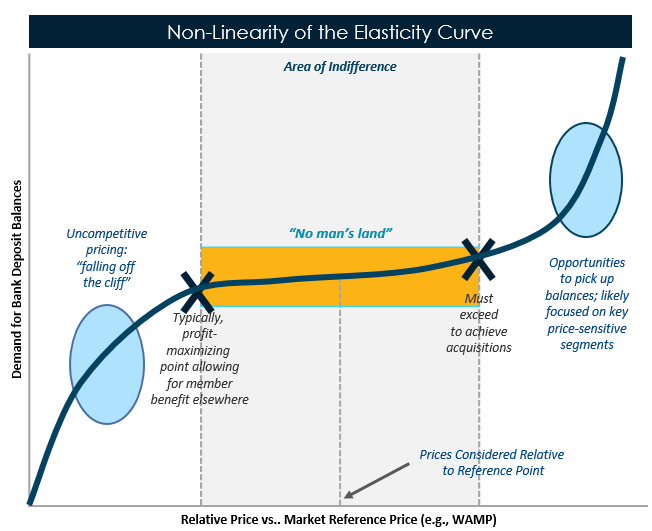 Non-Linearity of the Elasticity Curve
Area of Indifference
Demand for Bank Deposit Balances
Uncompetitive
pricing:
“falling off
the cliff”
“No man’s land”
Typically,
profit-
maximizing
point allowing
for member
benefit elsewhere
Must
exceed
to achieve
acquisitions
Opportunities
to pick up
balances; likely
focused on key
price-sensitive
segments
Prices Considered Relative
to Reference Point
Relative Price vs.. Market Reference Price (e.g., WAMP)